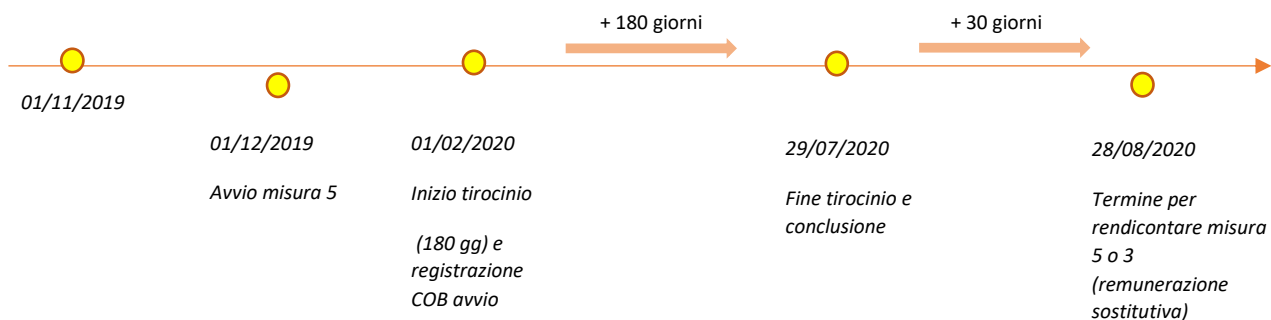 + 180 giorni
+ 30 giorni
01/11/2019
01/12/2019
Avvio misura 5
01/02/2020
Inizio tirocinio
(180 gg) e
registrazione
COB avvio
29/07/2020
Fine tirocinio e
conclusione
28/08/2020
Termine per
rendicontare misura
5 o 3
(remunerazione
sostitutiva)